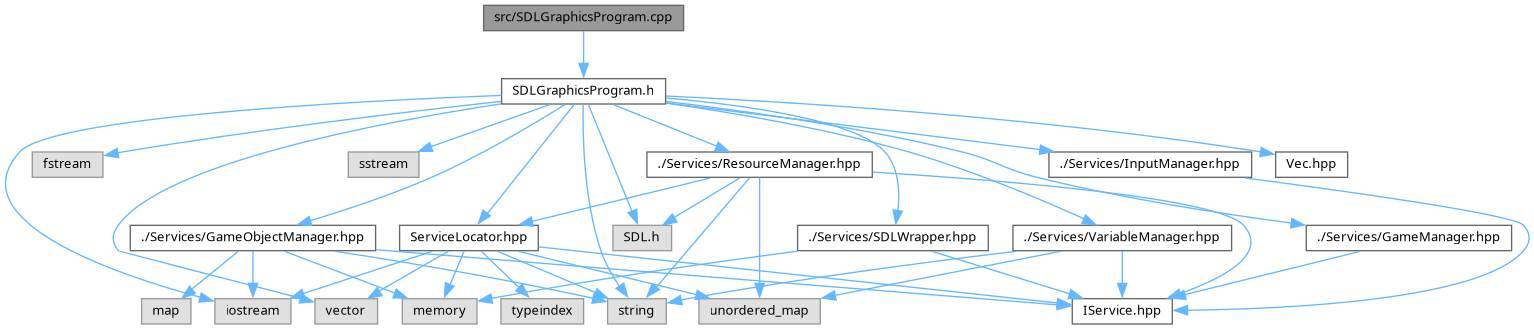 src/SDLGraphicsProgram.cpp
SDLGraphicsProgram.h
fstream
sstream
./Services/ResourceManager.hpp
./Services/InputManager.hpp
Vec.hpp
./Services/GameObjectManager.hpp
ServiceLocator.hpp
SDL.h
./Services/SDLWrapper.hpp
./Services/VariableManager.hpp
./Services/GameManager.hpp
map
iostream
vector
memory
typeindex
string
unordered_map
IService.hpp